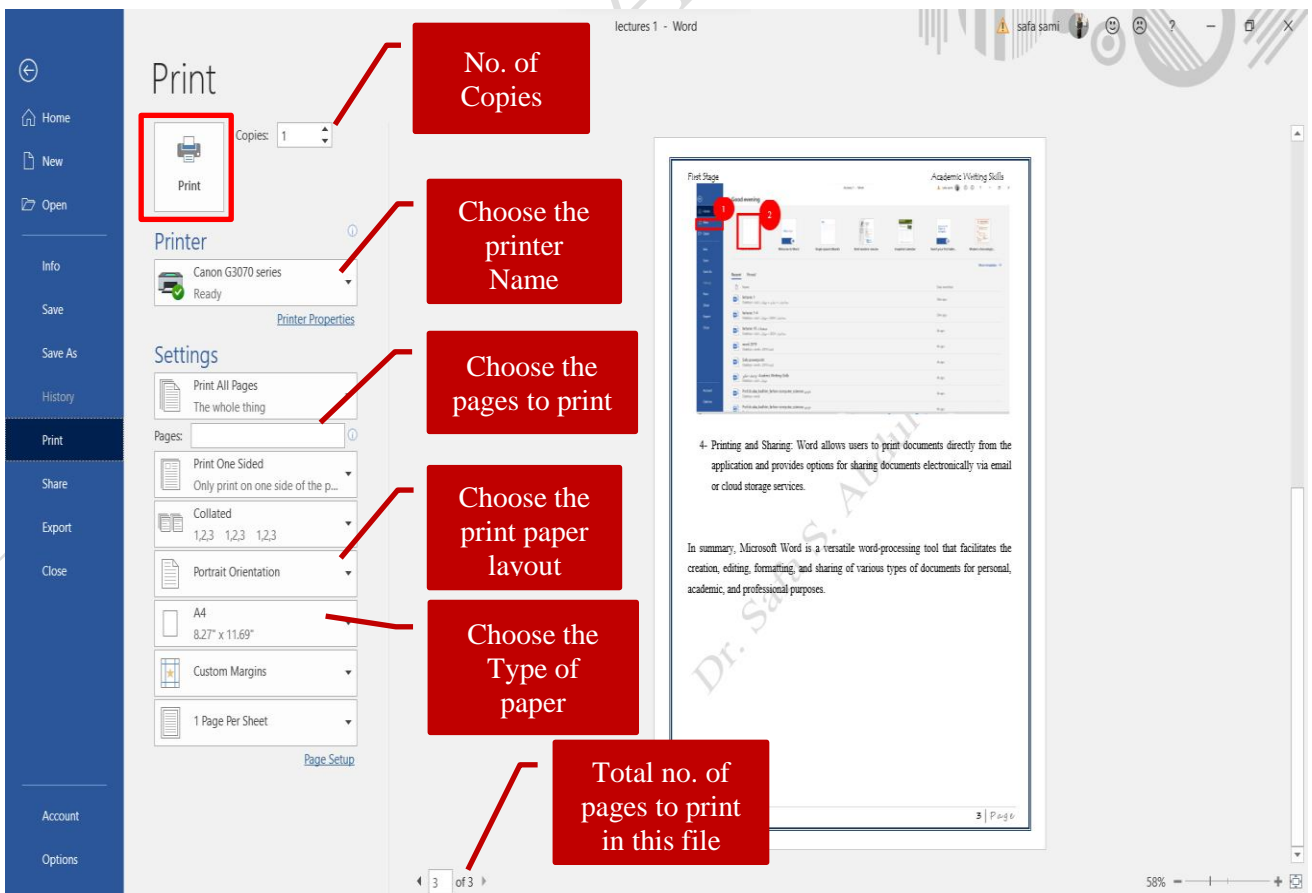 lectures 1 - Word
safa sami
?
Print
Home
New
Open
Info
Save
Save As
History
Print
Share
Export
Close
Account
Options
Print
Copies: 1
Printer
Canon G3070 series
Ready
Printer Properties
Settings
Print All Pages
The whole thing
Pages:
Print One Sided
Only print on one side of the p...
Collated
1,2,3 1,2,3 1,2,3
Portrait Orientation
A4
8.27" x 11.69"
Custom Margins
1 Page Per Sheet
Page Setup
No. of
Copies
Choose the
printer
Name
Choose the
pages to print
Choose the
print paper
layout
Choose the
Type of
paper
Total no. of
pages to print
in this file
First Stage
Academic Writing Skills
Good evening
1
2
4- Printing and Sharing: Word allows users to print documents directly from the
application and provides options for sharing documents electronically via email
or cloud storage services.
In summary, Microsoft Word is a versatile word-processing tool that facilitates the
creation, editing, formatting, and sharing of various types of documents for personal,
academic, and professional purposes.
Dr. Safa S. Abdul
3 | Page
3 of 3
58%